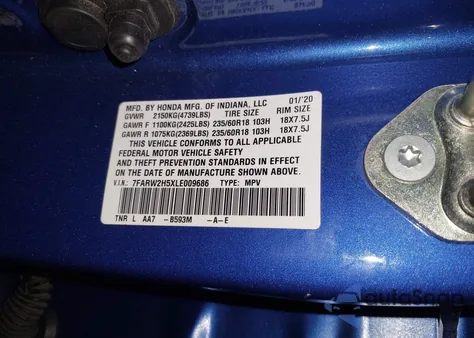 MFD. BY HONDA MFG. OF INDIANA, LLC 01/'20
GVWR 2150KG(4739LBS) TIRE SIZE RIM SIZE
GAWR F 1100KG(2425LBS) 235/60R18 103H 18X7.5J
GAWR R 1075KG(2369LBS) 235/60R18 103H 18X7.5J
THIS VEHICLE CONFORMS TO ALL APPLICABLE
FEDERAL MOTOR VEHICLE SAFETY
AND THEFT PREVENTION STANDARDS IN EFFECT
ON THE DATE OF MANUFACTURE SHOWN ABOVE.
V.I.N.: 7FARW2H5XLE009686 TYPE: MPV
TNR L AA7 -B593M -A-E